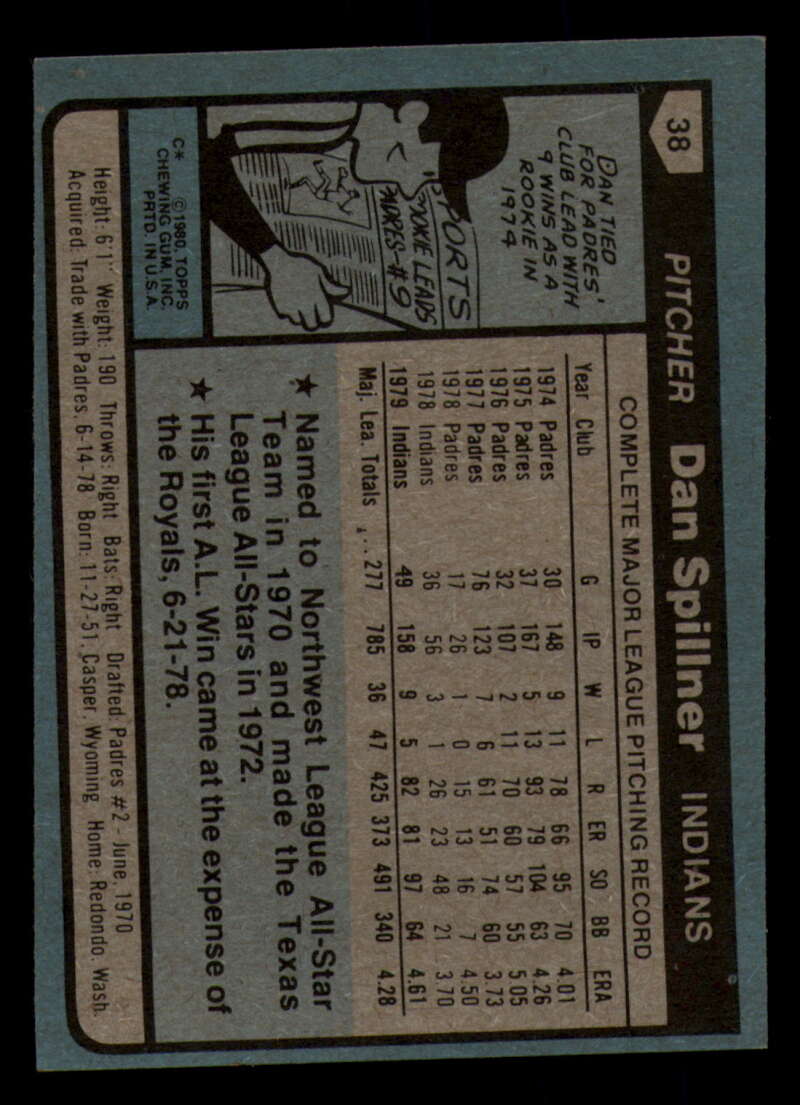 38
PITCHER Dan Spillner INDIANS
DAN TIED
FOR PADRES'
CLUB LEAD WITH
9 WINS AS A
ROOKIE IN
1974
SPORTS
ROOKIE LEADS
PADRES-#9
C* ©1980, TOPPS
CHEWING GUM, INC.
PRTD. IN U.S.A.
COMPLETE MAJOR LEAGUE PITCHING RECORD
Year Club G IP W L R ER SO BB ERA
1974 Padres 30 148 9 11 78 66 95 70 4.01
1975 Padres 37 167 5 13 93 79 104 63 4.26
1976 Padres 32 107 2 11 70 60 57 55 5.05
1977 Padres 76 123 7 6 61 51 74 60 3.73
1978 Padres 17 26 1 0 15 13 16 7 4.50
1978 Indians 36 56 3 1 26 23 48 21 3.70
1979 Indians 49 158 9 5 82 81 97 64 4.61
Maj. Lea. Totals ... 277 785 36 47 425 373 491 340 4.28
★ Named to Northwest League All-Star
Team in 1970 and made the Texas
League All-Stars in 1972.
★ His first A.L. Win came at the expense of
the Royals, 6-21-78.
Height: 6'1" Weight: 190 Throws: Right Bats: Right Drafted: Padres #2 - June, 1970
Acquired: Trade with Padres, 6-14-78 Born: 11-27-51, Casper, Wyoming Home: Redondo, Wash.